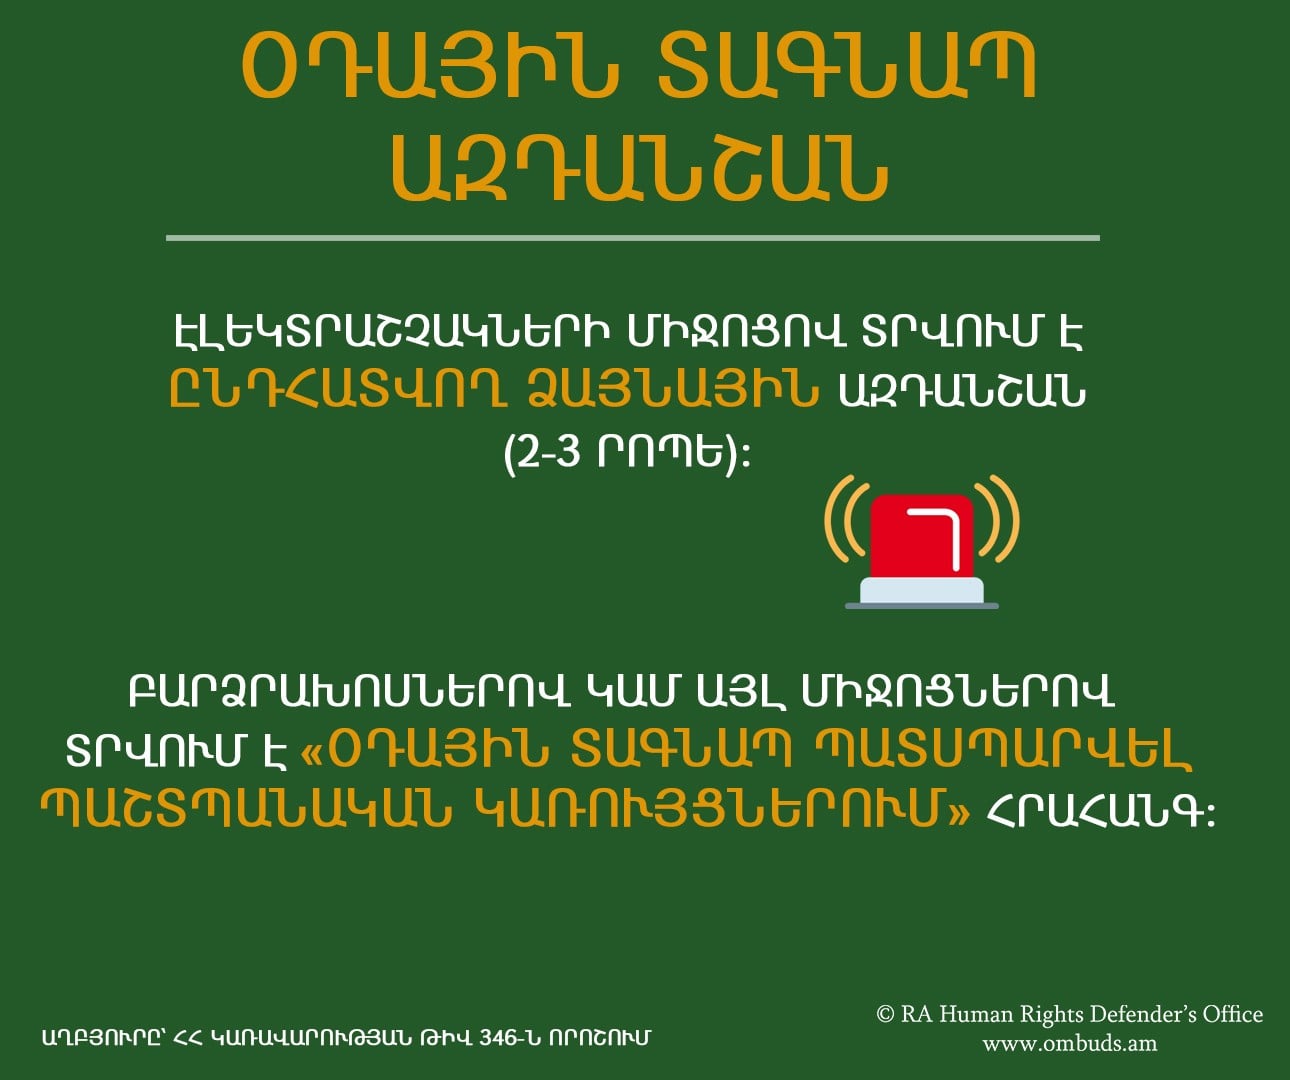 ՕԴԱՅԻՆ ՏԱԳՆԱՊ
ԱԶԴԱՆՇԱՆ
ԷԼԵԿՏՐԱՇՉԱԿՆԵՐԻ ՄԻՋՈՑՈՎ ՏՐՎՈՒՄ Է
ԸՆԴՀԱՏՎՈՂ ՁԱՅՆԱՅԻՆ ԱԶԴԱՆՇԱՆ
(2-3 ՐՈՊԵ)։
ԲԱՐՁՐԱԽՈՍՆԵՐՈՎ ԿԱՄ ԱՅԼ ՄԻՋՈՑՆԵՐՈՎ
ՏՐՎՈՒՄ Է «ՕԴԱՅԻՆ ՏԱԳՆԱՊ ՊԱՏՍՊԱՐՎԵԼ
ՊԱՇՏՊԱՆԱԿԱՆ ԿԱՌՈՒՅՑՆԵՐՈՒՄ» ՀՐԱՀԱՆԳ։
ԱՂԲՅՈՒՐԸ՝ ՀՀ ԿԱՌԱՎԱՐՈՒԹՅԱՆ ԹԻՎ 346-Ն ՈՐՈՇՈՒՄ
© RA Human Rights Defender’s Office
www.ombuds.am